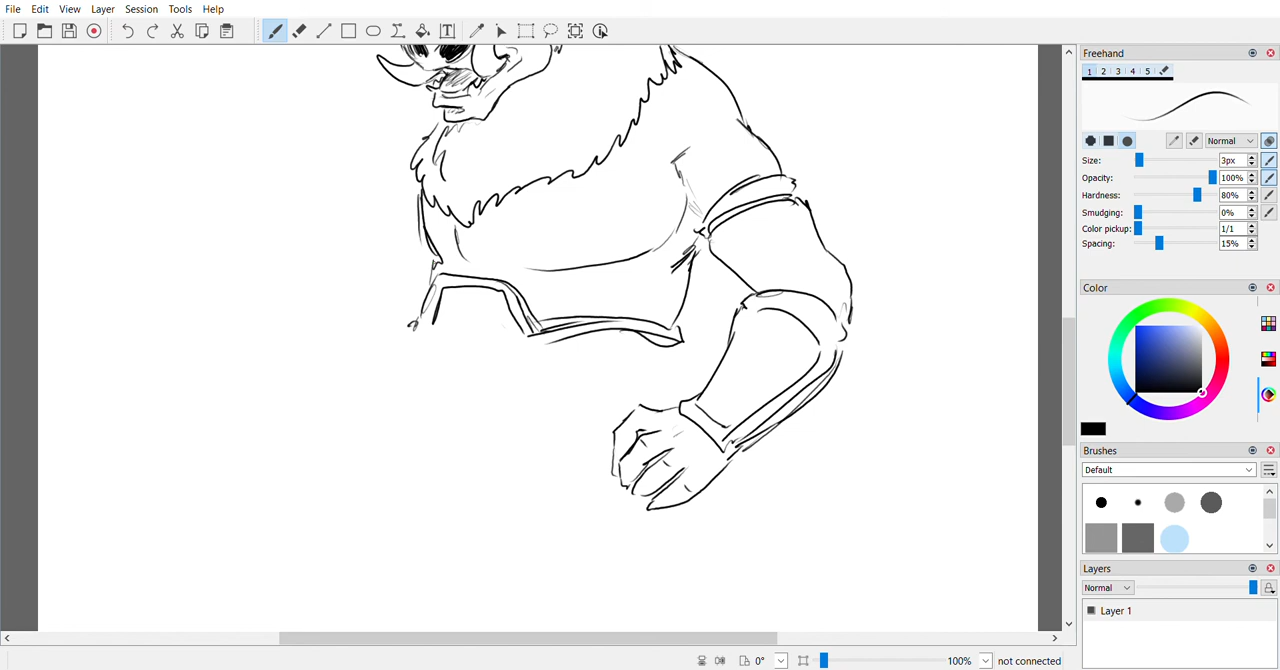 File Edit View Layer Session Tools Help
T
Freehand
1 2 3 4 5
Normal
Size: 3px
Opacity: 100%
Hardness: 80%
Smudging: 0%
Color pickup: 1/1
Spacing: 15%
Color
Brushes
Default
Layers
Normal
Layer 1
0° 100% not connected